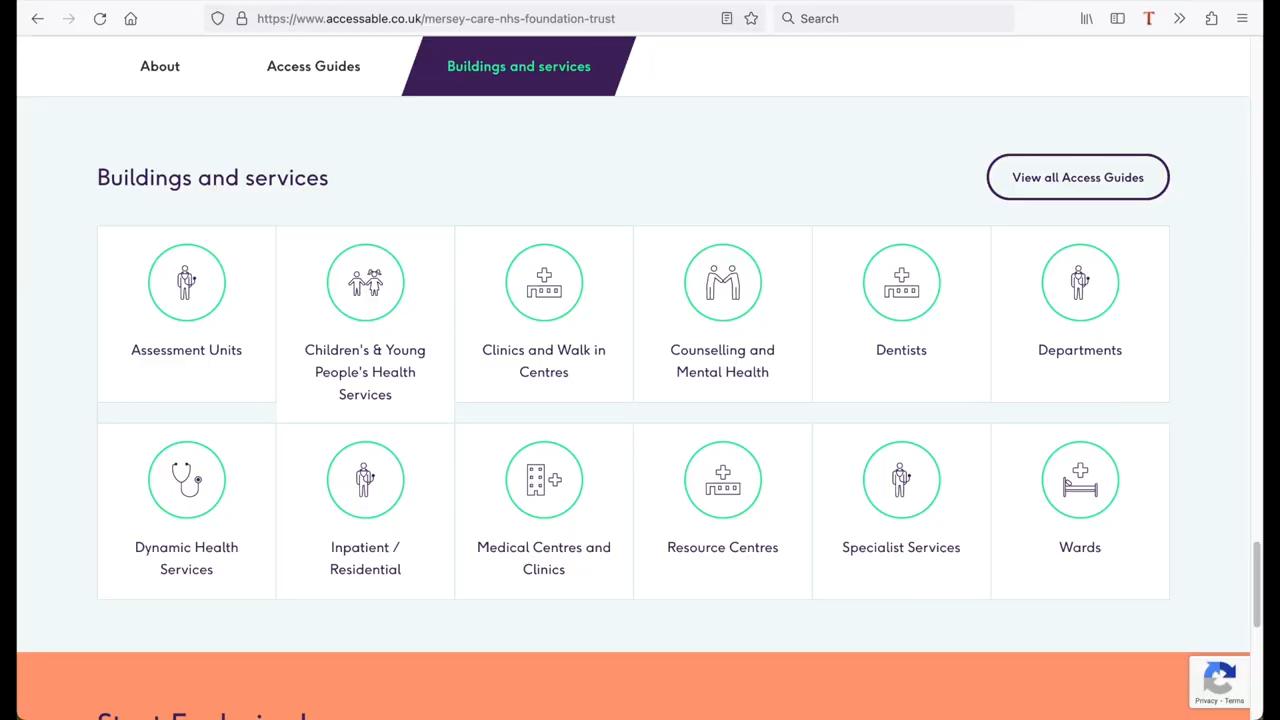 https://www.accessable.co.uk/mersey-care-nhs-foundation-trust
Search
T
About
Access Guides
Buildings and services
Buildings and services
View all Access Guides
Assessment Units
Children's & Young
People's Health
Services
Clinics and Walk in
Centres
Counselling and
Mental Health
Dentists
Departments
Dynamic Health
Services
Inpatient /
Residential
Medical Centres and
Clinics
Resource Centres
Specialist Services
Wards
Privacy - Terms